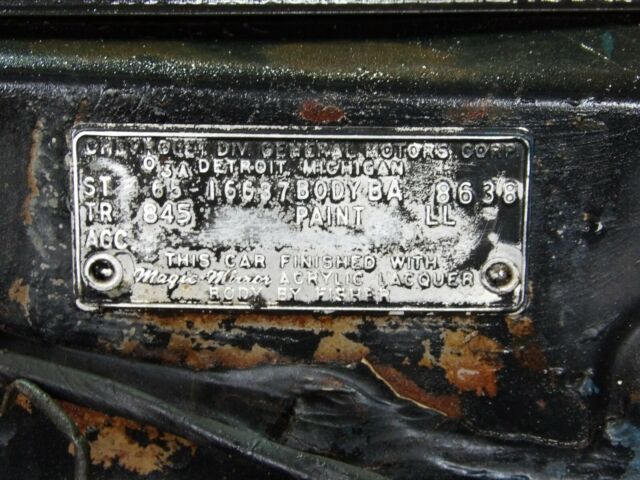 CHEVROLET DIV. GENERAL MOTORS CORP.
03A DETROIT, MICHIGAN
ST 65-16637 BODY BA 8638
TR 845 PAINT LL
ACC
THIS CAR FINISHED WITH
Magic-Mirror ACRYLIC LACQUER
BODY BY FISHER